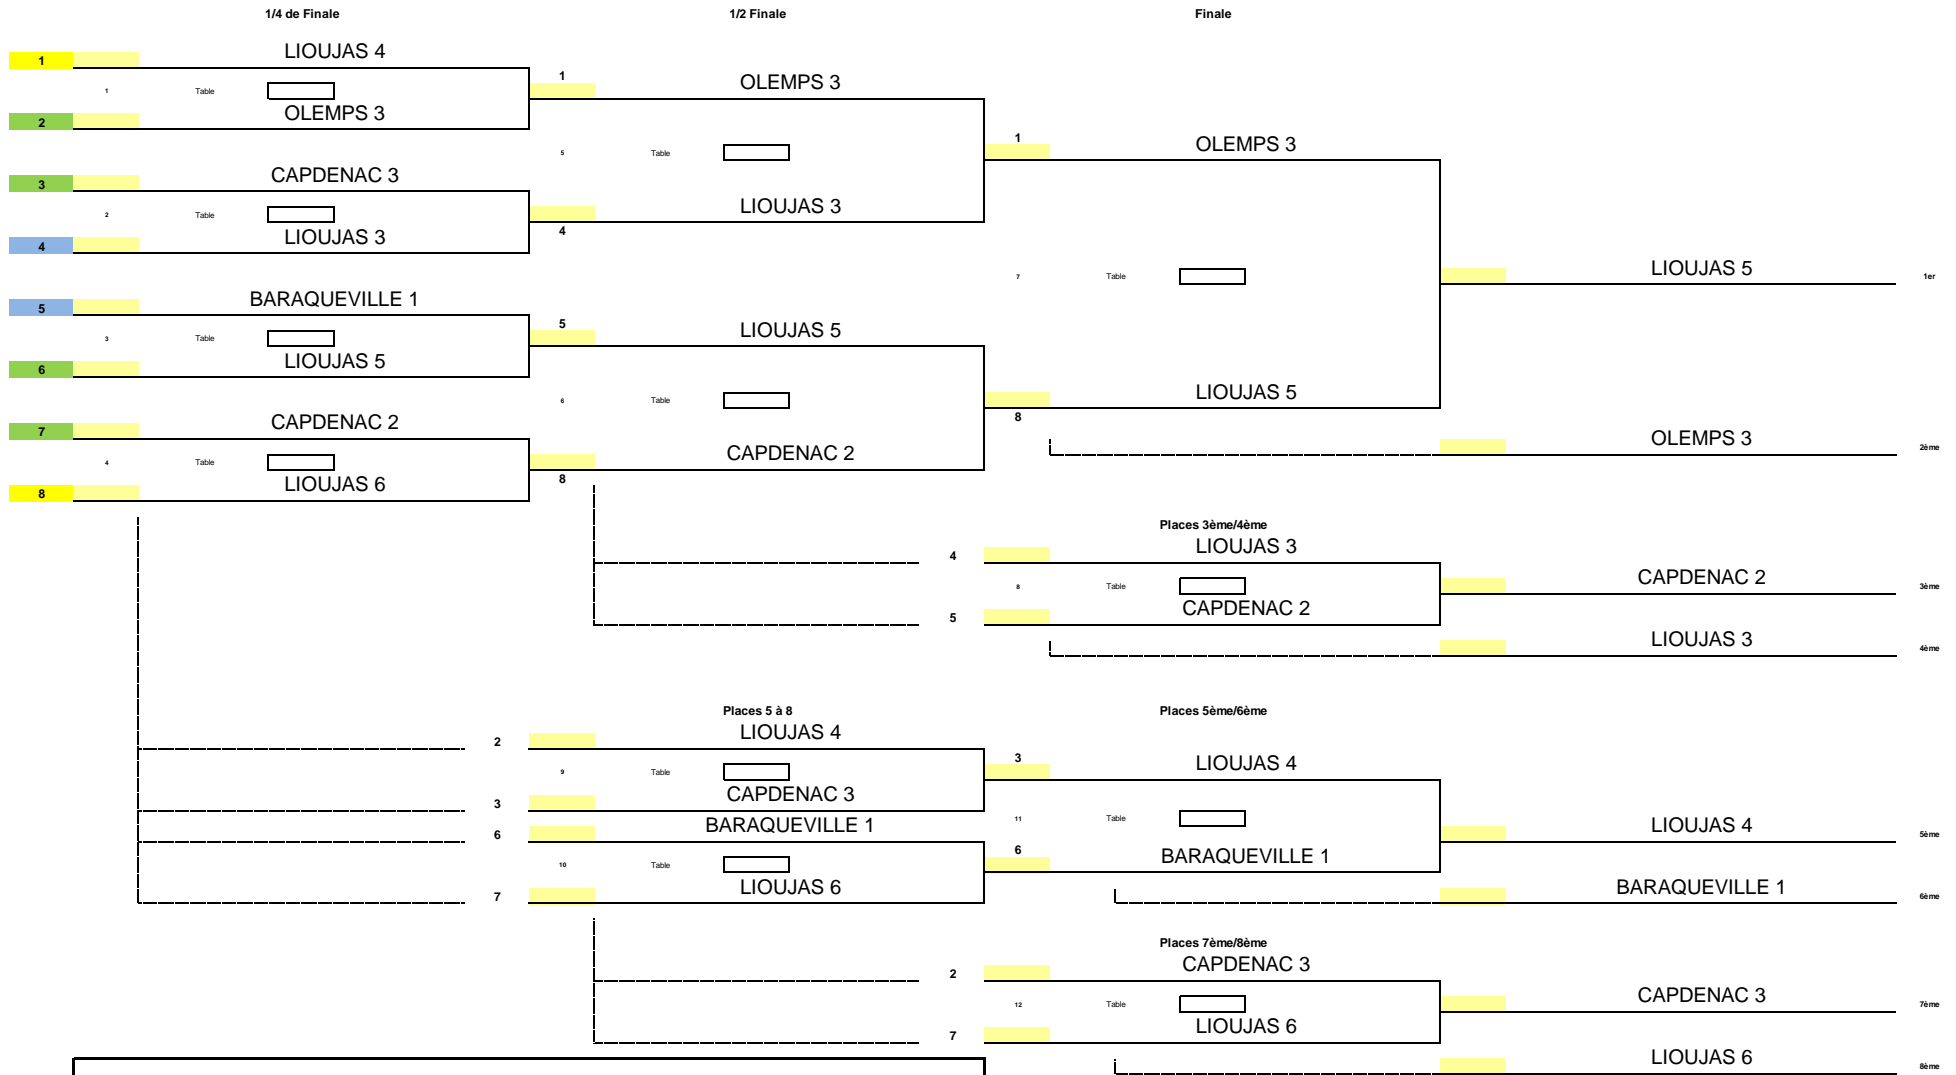 1/4 de Finale 1/2 Finale Finale
LIOUJAS 4
1
1 OLEMPS 3
1 Table
OLEMPS 3
2
1 OLEMPS 3
5 Table
CAPDENAC 3
3
LIOUJAS 3
2 Table
LIOUJAS 3
4
4
LIOUJAS 5 1er
7 Table
BARAQUEVILLE 1
5
5 LIOUJAS 5
3 Table
LIOUJAS 5
6
LIOUJAS 5
6 Table
8
CAPDENAC 2
7
OLEMPS 3 2ème
CAPDENAC 2
4 Table
8
LIOUJAS 6
8
Places 3ème/4ème
LIOUJAS 3
4
CAPDENAC 2 3ème
8 Table
CAPDENAC 2
5
LIOUJAS 3 4ème
Places 5 à 8 Places 5ème/6ème
LIOUJAS 4
2
3 LIOUJAS 4
9 Table
CAPDENAC 3
3
11 Table
BARAQUEVILLE 1
6
LIOUJAS 4 5ème
6 BARAQUEVILLE 1
10 Table
LIOUJAS 6
7
BARAQUEVILLE 1 6ème
Places 7ème/8ème
CAPDENAC 3
2
CAPDENAC 3 7ème
12 Table
LIOUJAS 6
7
LIOUJAS 6 8ème